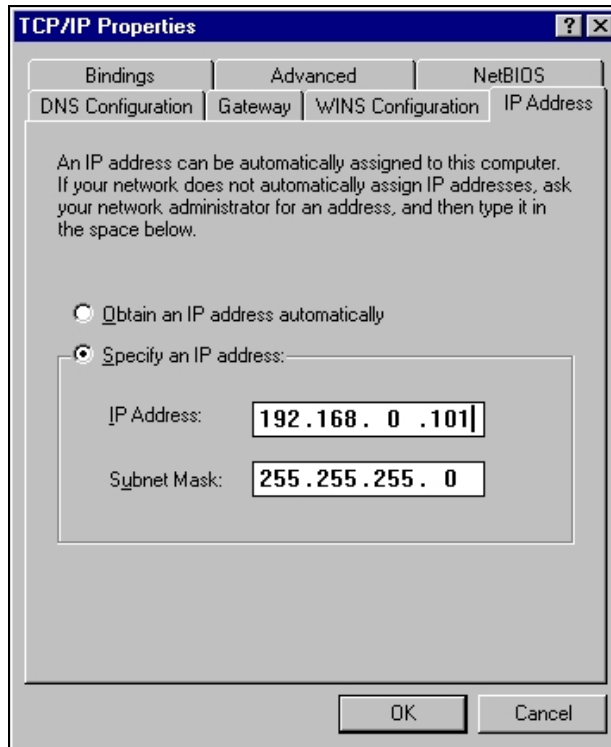 TCP/IP Properties
Bindings Advanced NetBIOS
DNS Configuration Gateway WINS Configuration IP Address
An IP address can be automatically assigned to this computer.
If your network does not automatically assign IP addresses, ask
your network administrator for an address, and then type it in
the space below.
Obtain an IP address automatically
Specify an IP address:
IP Address: 192.168. 0 .101
Subnet Mask: 255.255.255. 0
OK Cancel